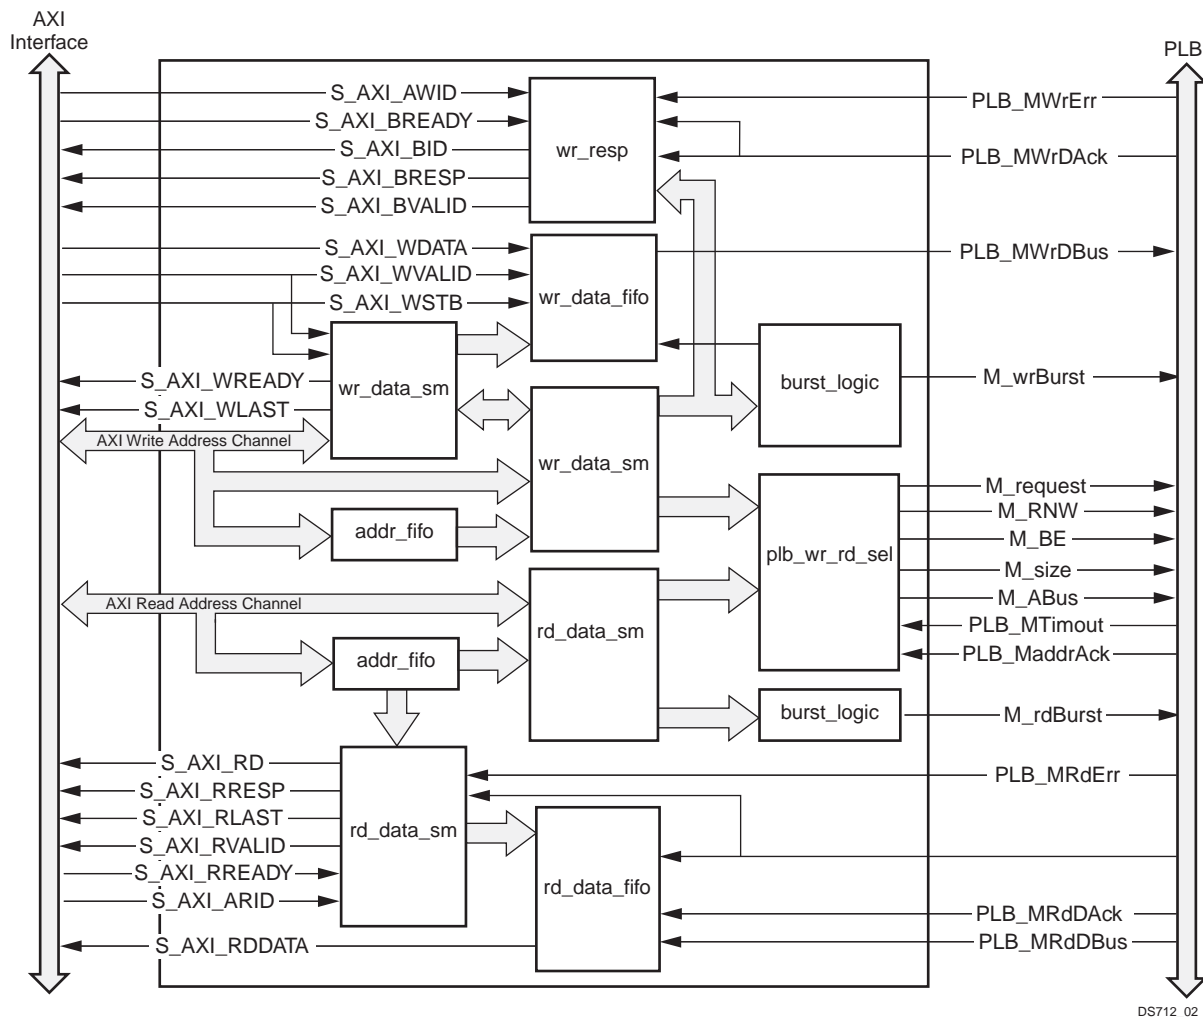 AXI
Interface
PLB
S_AXI_AWID
S_AXI_BREADY
S_AXI_BID
S_AXI_BRESP
S_AXI_BVALID
wr_resp
PLB_MWrErr
PLB_MWrDAck
S_AXI_WDATA
S_AXI_WVALID
S_AXI_WSTB
wr_data_fifo
PLB_MWrDBus
S_AXI_WREADY
S_AXI_WLAST
wr_data_sm
burst_logic
M_wrBurst
AXI Write Address Channel
wr_data_sm
addr_fifo
plb_wr_rd_sel
M_request
M_RNW
M_BE
M_size
M_ABus
PLB_MTimout
PLB_MaddrAck
AXI Read Address Channel
rd_data_sm
addr_fifo
burst_logic
M_rdBurst
S_AXI_RD
S_AXI_RRESP
S_AXI_RLAST
S_AXI_RVALID
S_AXI_RREADY
S_AXI_ARID
rd_data_sm
PLB_MRdErr
rd_data_fifo
PLB_MRdDAck
PLB_MRdDBus
S_AXI_RDDATA
DS712_02